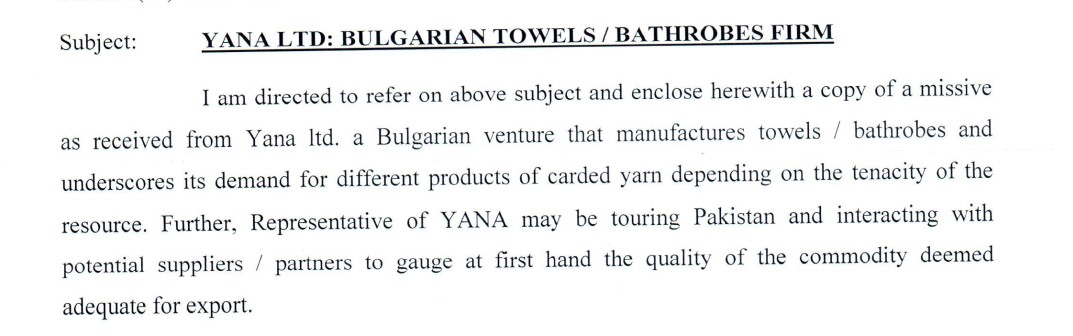 Subject: YANA LTD: BULGARIAN TOWELS / BATHROBES FIRM
I am directed to refer on above subject and enclose herewith a copy of a missive
as received from Yana ltd. a Bulgarian venture that manufactures towels / bathrobes and
underscores its demand for different products of carded yarn depending on the tenacity of the
resource. Further, Representative of YANA may be touring Pakistan and interacting with
potential suppliers / partners to gauge at first hand the quality of the commodity deemed
adequate for export.